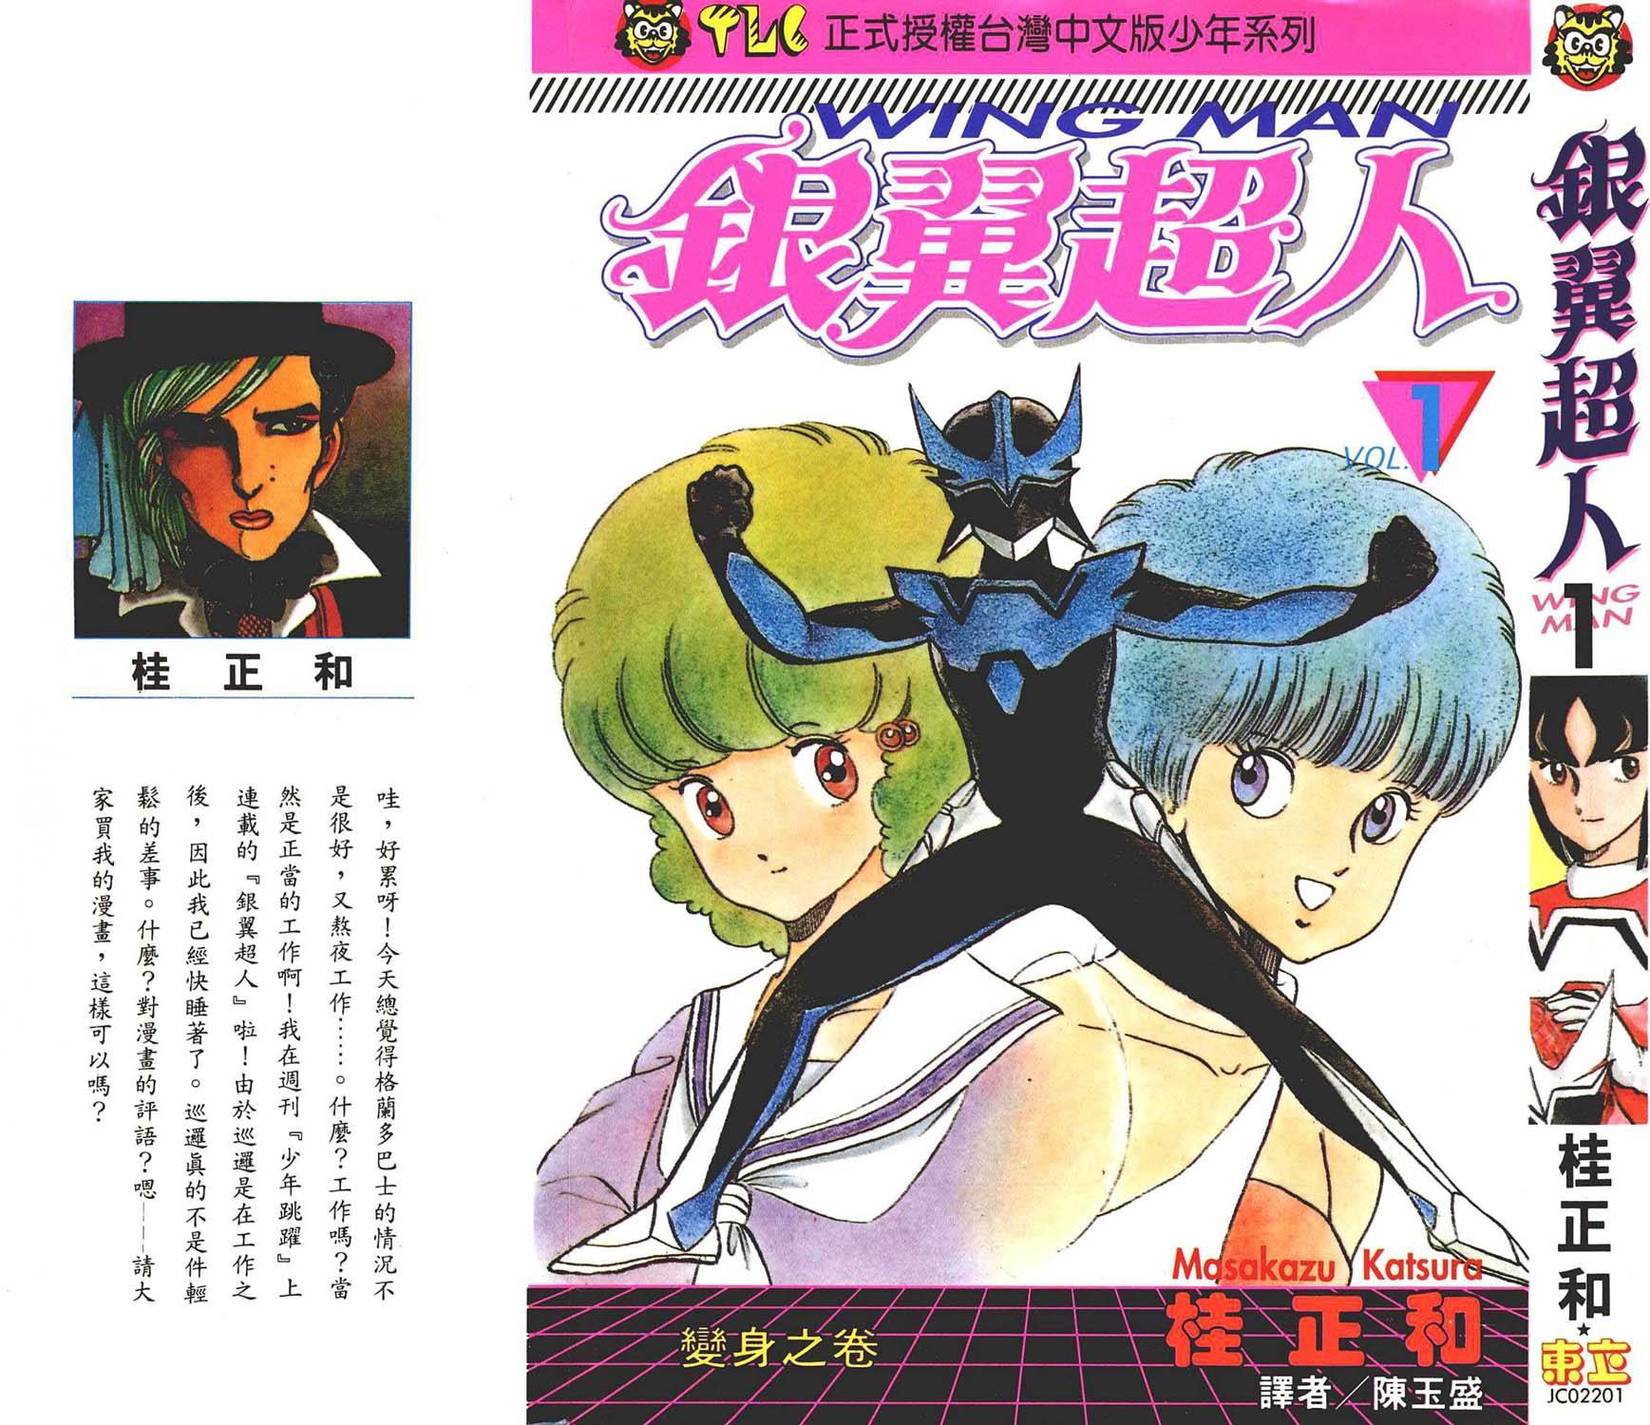 TLC 正式授權台灣中文版少年系列
WING MAN
銀翼超人
VOL.1
Masakazu Katsura
桂正和
變身之卷
譯者／陳玉盛
銀翼超人
WING
MAN
1
桂正和
★
東立
JC02201
桂正和
哇，好累呀！今天總覺得格蘭多巴士的情況不
是很好，又熬夜工作……。什麼？工作嗎？當
然是正當的工作啊！我在週刊『少年跳躍』上
連載的『銀翼超人』啦！由於巡邏是在工作之
後，因此我已經快睡著了。巡邏真的不是件輕
鬆的差事。什麼？對漫畫的評語？嗯——請大
家買我的漫畫，這樣可以嗎？